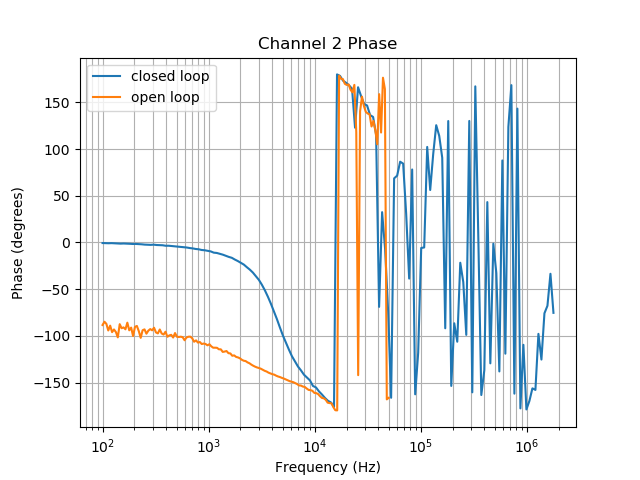 Channel 2 Phase
closed loop
open loop
Phase (degrees)
150
100
50
0
−50
−100
−150
10²
10³
10⁴
10⁵
10⁶
Frequency (Hz)